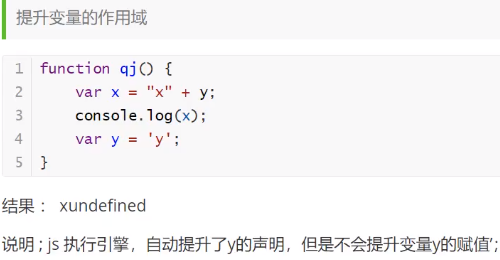 提升变量的作用域
1 function qj() {
2     var x = "x" + y;
3     console.log(x);
4     var y = 'y';
5 }
结果： xundefined
说明 ; js 执行引擎，自动提升了y的声明，但是不会提升变量y的赋值’;